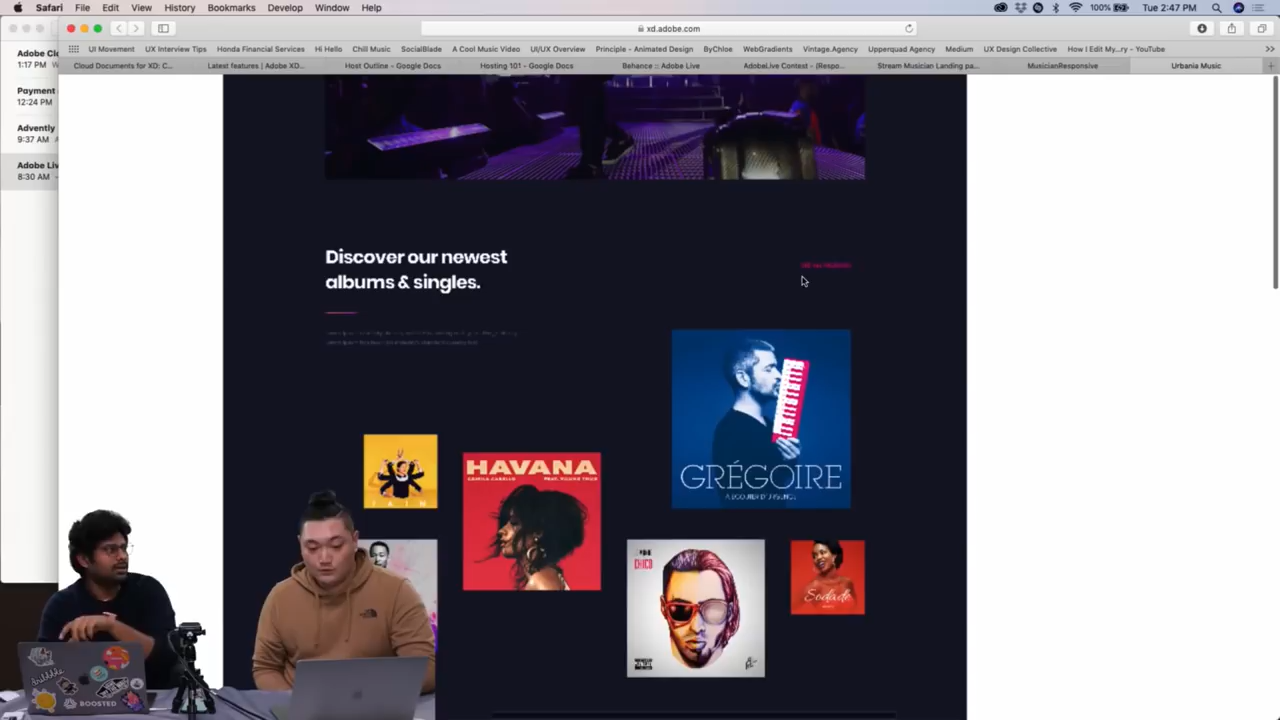 Safari File Edit View History Bookmarks Develop Window Help
100% Tue 2:47 PM
xd.adobe.com
UI Movement UX Interview Tips Honda Financial Services Hi Hello Chill Music SocialBlade A Cool Music Video UI/UX Overview Principle - Animated Design ByChloe WebGradients Vintage.Agency Upperquad Agency Medium UX Design Collective How I Edit My...ry - YouTube
Cloud Documents for XD: C... Latest features | Adobe XD... Host Outline - Google Docs Hosting 101 - Google Docs Behance :: Adobe Live AdobeLive Contest - (Respo... Stream Musician Landing pa... MusicianResponsive Urbania Music
Adobe Cl
1:17 PM
Payment
12:24 PM
Advently
9:37 AM
Adobe Liv
8:30 AM
Discover our newest
albums & singles.
JAIN
HAVANA
CAMILA CABELLO
GRÉGOIRE
CHICO
Sodade
dribbble
BOOSTED